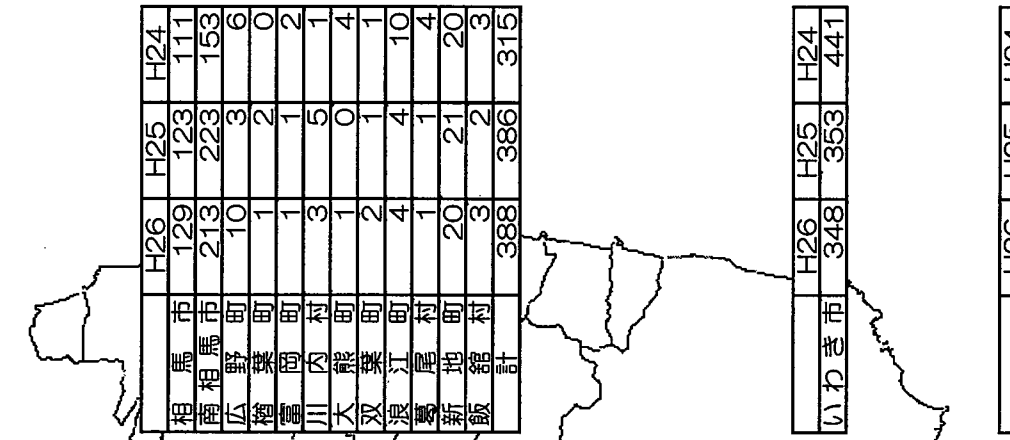 H26 H25 H24
相馬市 129 123 111
南相馬市 213 223 153
広野町 10 3 6
楢葉町 1 2 0
富岡町 1 1 2
川内村 3 5 1
大熊町 1 0 4
双葉町 2 1 1
浪江町 4 4 10
葛尾村 1 1 4
新地町 20 21 20
飯舘村 3 2 3
計 388 386 315
H26 H25 H24
いわき市 348 353 441